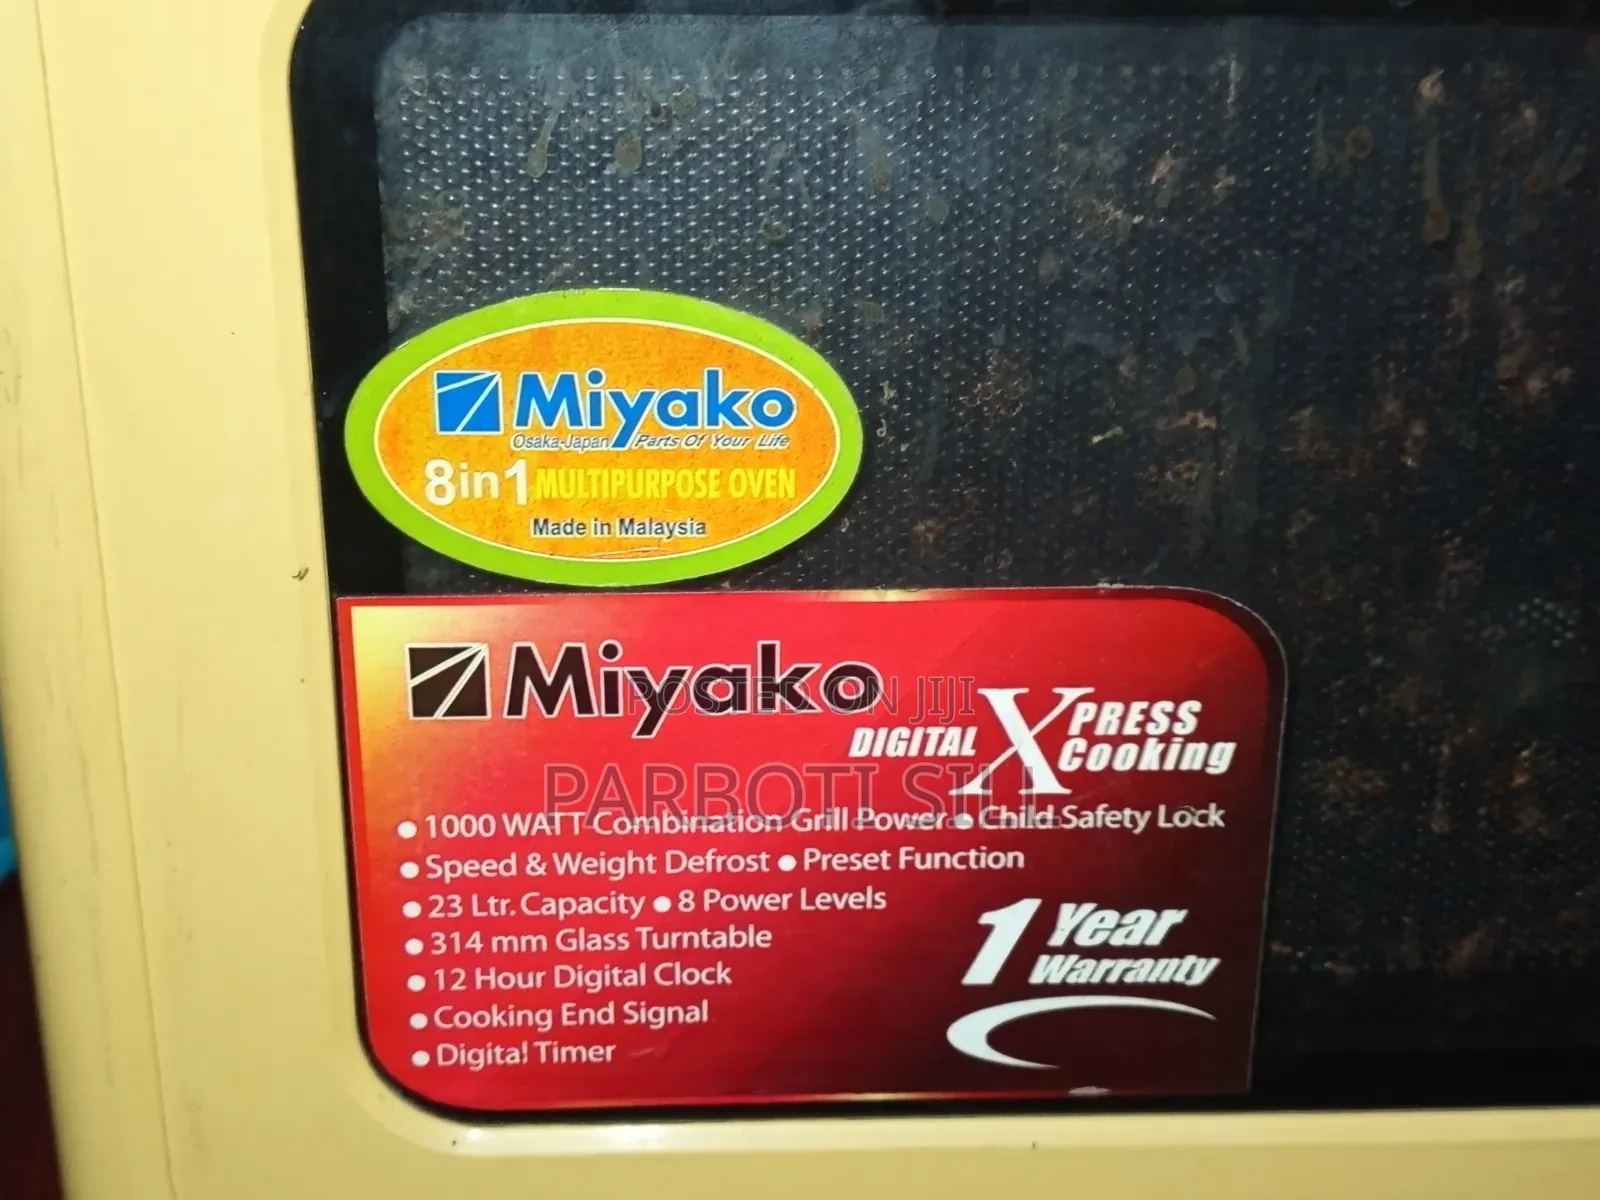 Miyako
Osaka-Japan Parts Of Your Life
8in1 MULTIPURPOSE OVEN
Made in Malaysia
Miyako
POSTED ON JIJI
DIGITAL XPRESS
Cooking
PARBOTI SILL
● 1000 WATT Combination Grill Power ● Child Safety Lock
● Speed & Weight Defrost ● Preset Function
● 23 Ltr. Capacity ● 8 Power Levels
● 314 mm Glass Turntable
● 12 Hour Digital Clock
● Cooking End Signal
● Digital Timer
1 Year
Warranty